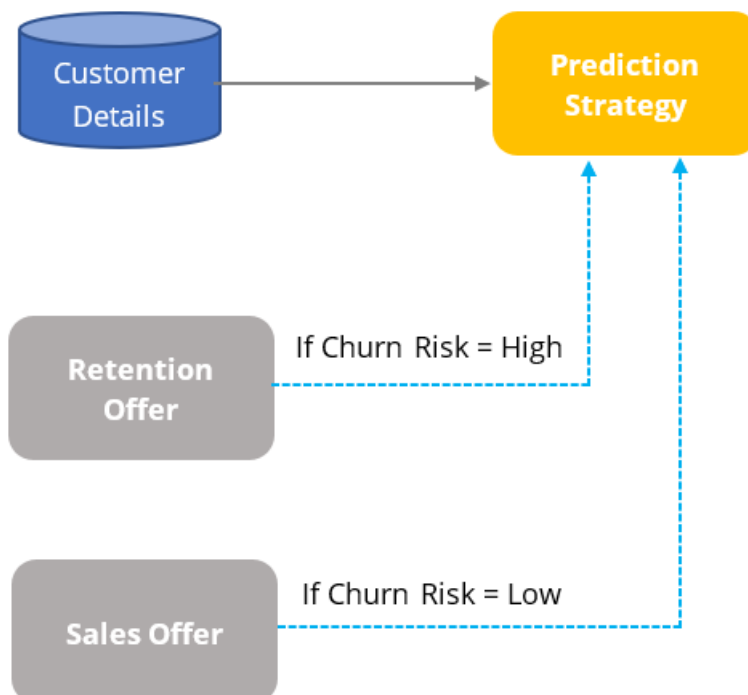 Customer
Details
Prediction
Strategy
Retention
Offer
If Churn Risk = High
Sales Offer
If Churn Risk = Low